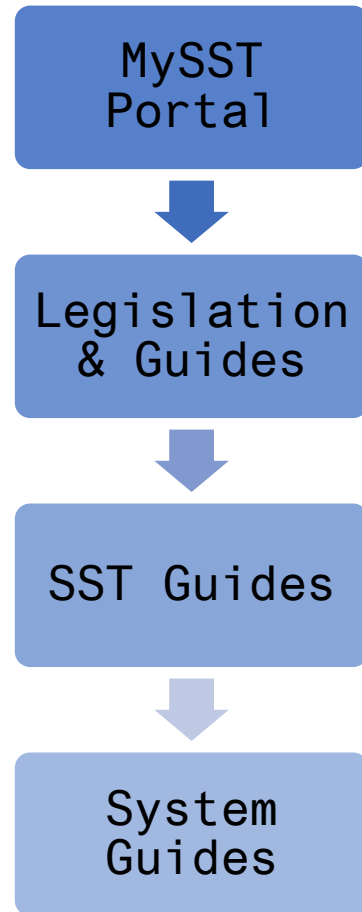 MySST
Portal
Legislation
& Guides
SST Guides
System
Guides